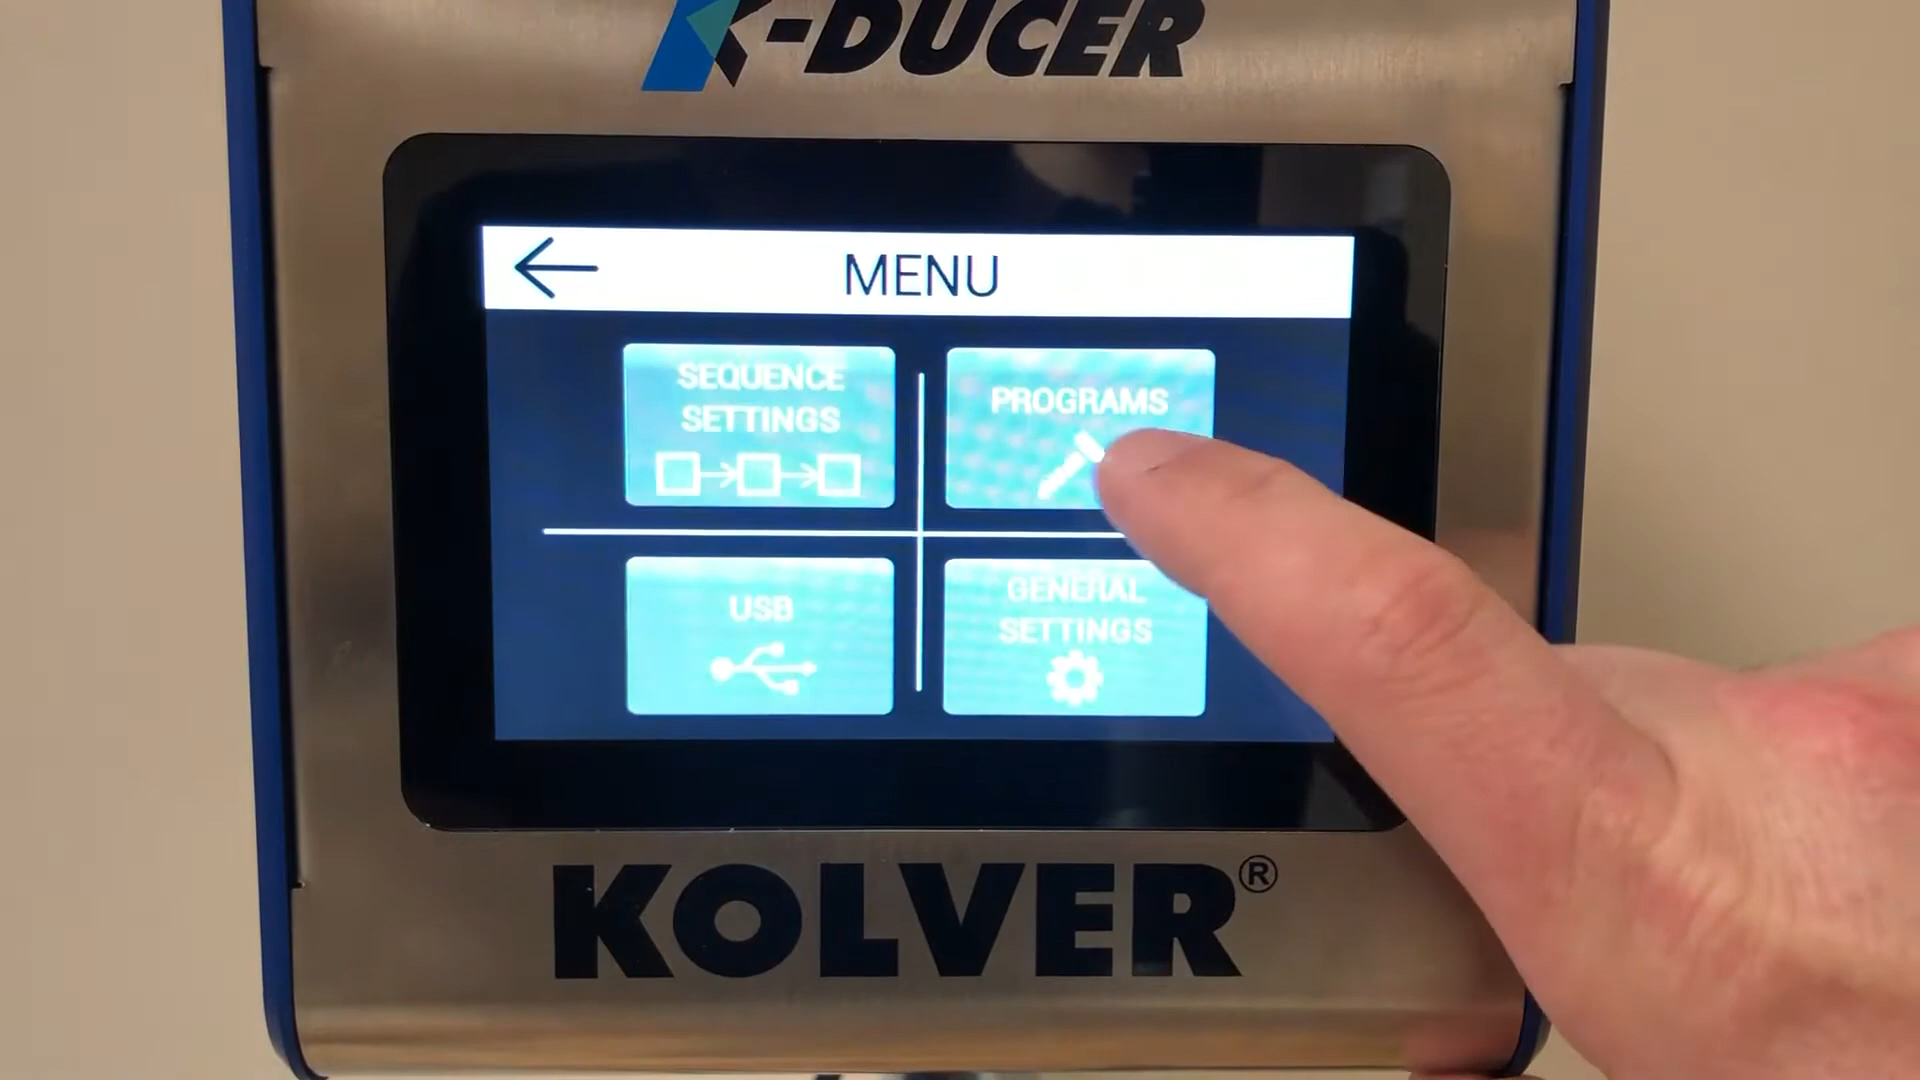 K-DUCER
MENU
SEQUENCE
SETTINGS
PROGRAMS
USB
GENERAL
SETTINGS
KOLVER®